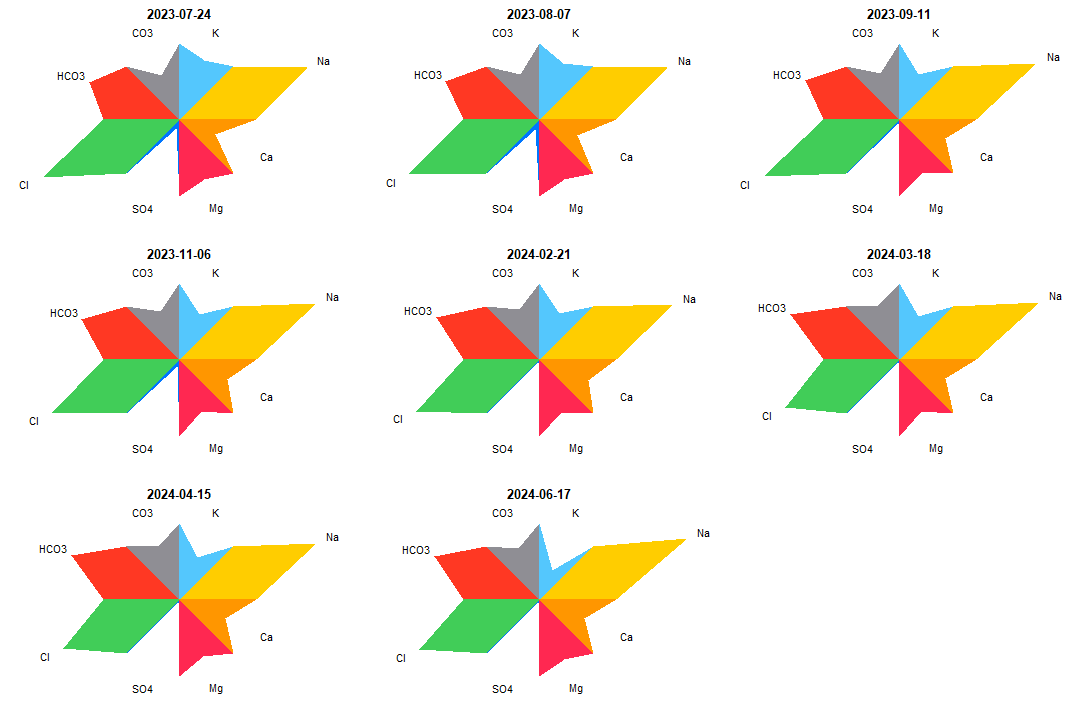 2023-07-24
CO3 K
HCO3 Na
Cl Ca
SO4 Mg
2023-08-07
CO3 K
HCO3 Na
Cl Ca
SO4 Mg
2023-09-11
CO3 K
HCO3 Na
Cl Ca
SO4 Mg
2023-11-06
CO3 K
HCO3 Na
Cl Ca
SO4 Mg
2024-02-21
CO3 K
HCO3 Na
Cl Ca
SO4 Mg
2024-03-18
CO3 K
HCO3 Na
Cl Ca
SO4 Mg
2024-04-15
CO3 K
HCO3 Na
Cl Ca
SO4 Mg
2024-06-17
CO3 K
HCO3 Na
Cl Ca
SO4 Mg